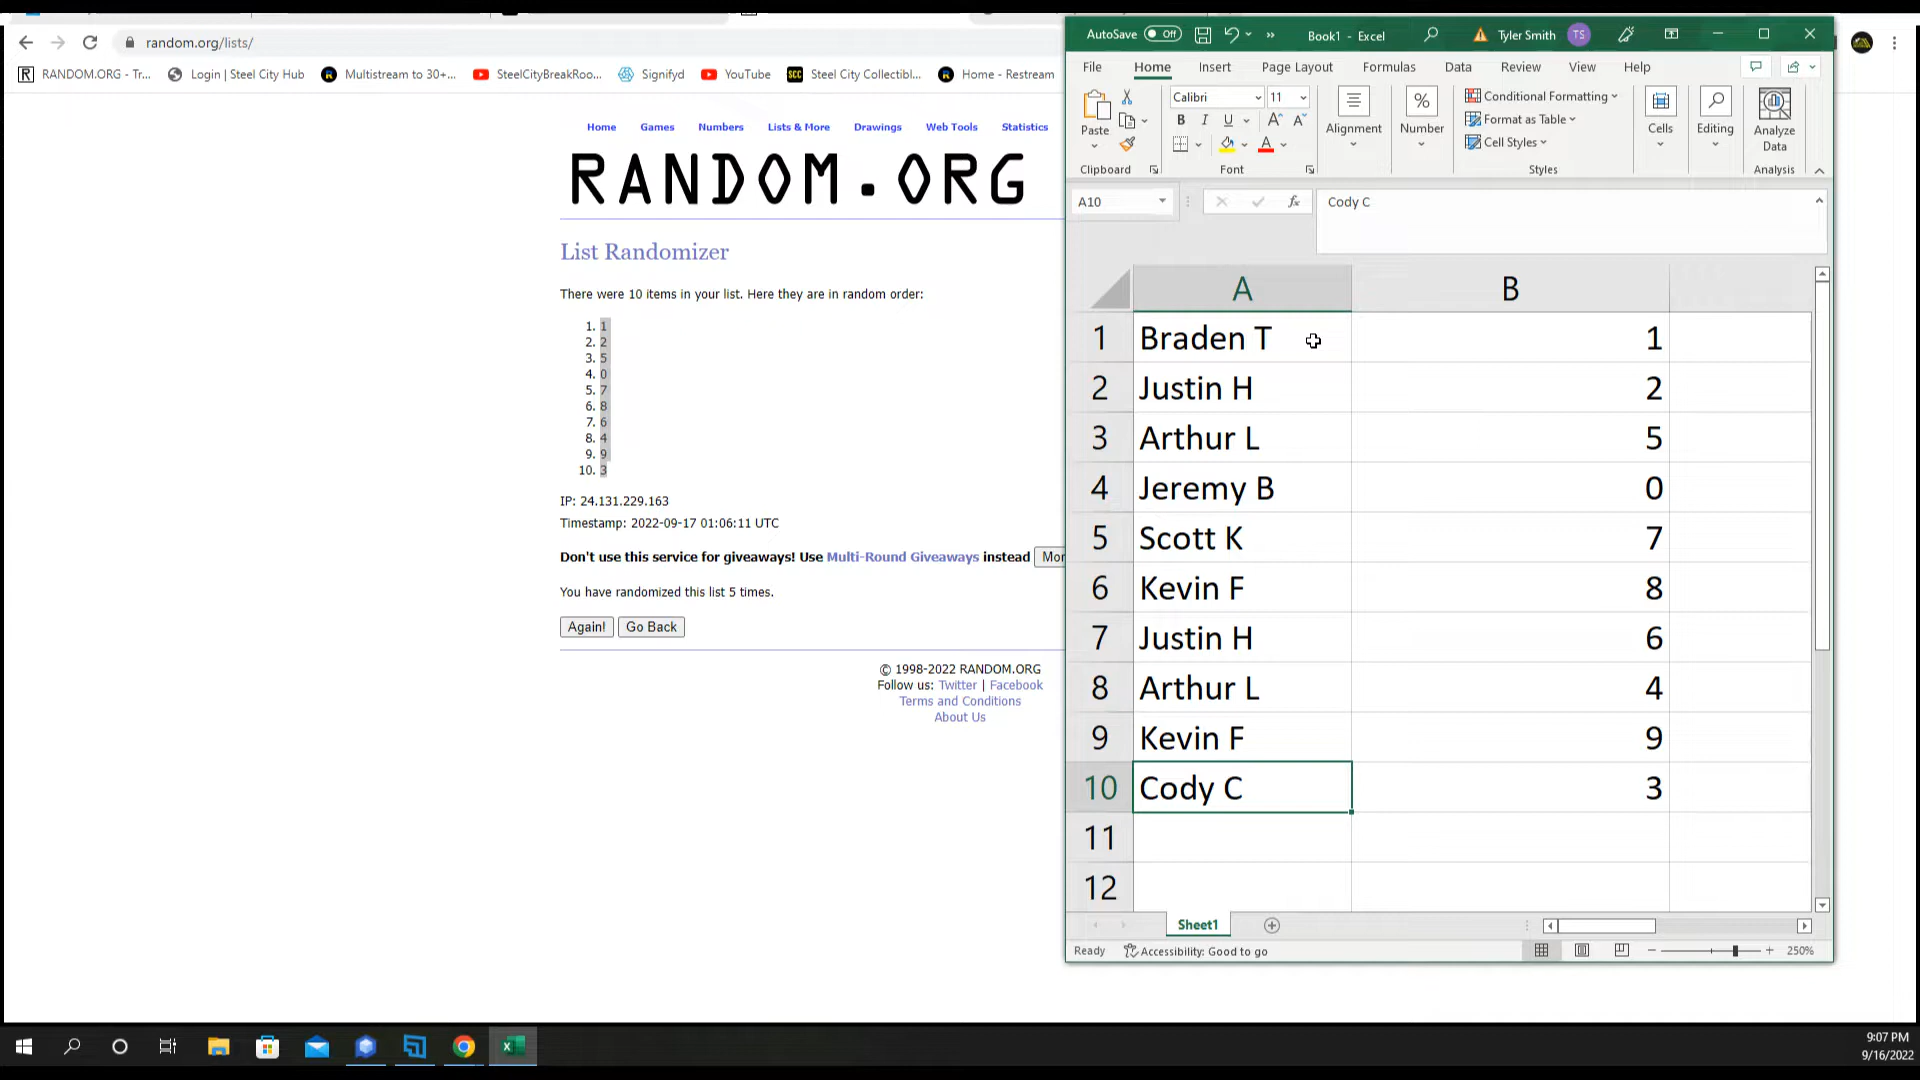 random.org/lists/
RANDOM.ORG - Tr... Login | Steel City Hub Multistream to 30+... SteelCityBreakRoo... Signifyd YouTube SCC Steel City Collectibl... Home - Restream
Home Games Numbers Lists & More Drawings Web Tools Statistics
RANDOM.ORG
List Randomizer
There were 10 items in your list. Here they are in random order:
1. 1
2. 2
3. 5
4. 0
5. 7
6. 8
7. 6
8. 4
9. 9
10. 3
IP: 24.131.229.163
Timestamp: 2022-09-17 01:06:11 UTC
Don't use this service for giveaways! Use Multi-Round Giveaways instead Mor
You have randomized this list 5 times.
Again! Go Back
© 1998-2022 RANDOM.ORG
Follow us: Twitter | Facebook
Terms and Conditions
About Us
AutoSave Off Book1 - Excel Tyler Smith TS
File Home Insert Page Layout Formulas Data Review View Help
Paste Calibri 11 Alignment Number Conditional Formatting Cells Editing Analyze Data
B I U Format as Table
Cell Styles
Clipboard Font Styles Analysis
A10 fx Cody C
A B
1 Braden T 1
2 Justin H 2
3 Arthur L 5
4 Jeremy B 0
5 Scott K 7
6 Kevin F 8
7 Justin H 6
8 Arthur L 4
9 Kevin F 9
10 Cody C 3
11
12
Sheet1
Ready Accessibility: Good to go 250%
9:07 PM
9/16/2022